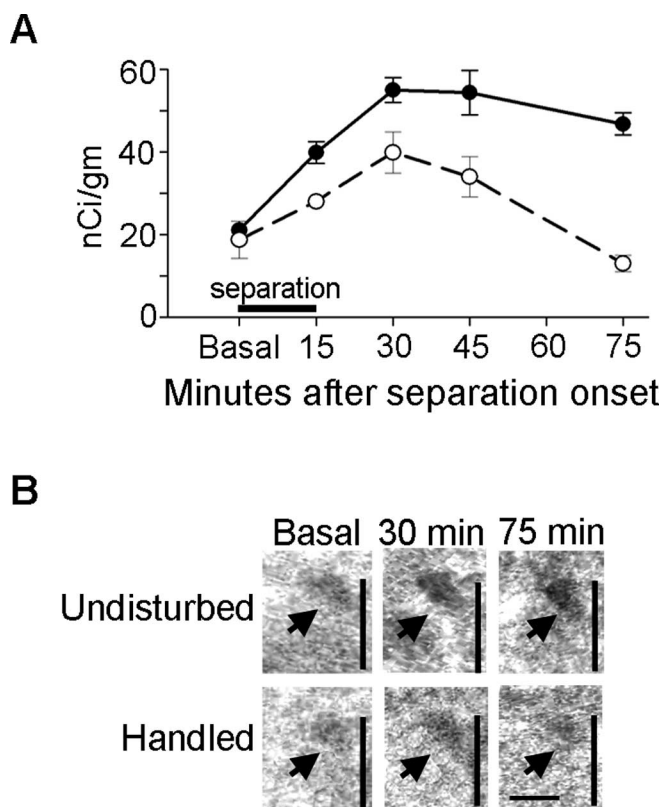 A
60
40
20
0
nCi/gm
separation
Basal 15 30 45 60 75
Minutes after separation onset
B
Basal 30 min 75 min
Undisturbed
Handled